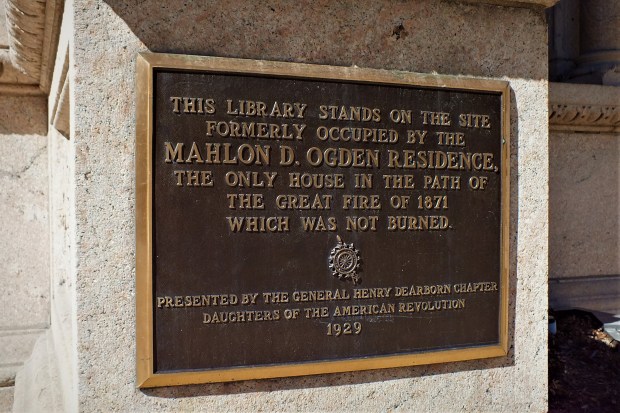 THIS LIBRARY STANDS ON THE SITE
FORMERLY OCCUPIED BY THE
MAHLON D. OGDEN RESIDENCE,
THE ONLY HOUSE IN THE PATH OF
THE GREAT FIRE OF 1871
WHICH WAS NOT BURNED.
PRESENTED BY THE GENERAL HENRY DEARBORN CHAPTER
DAUGHTERS OF THE AMERICAN REVOLUTION
1929